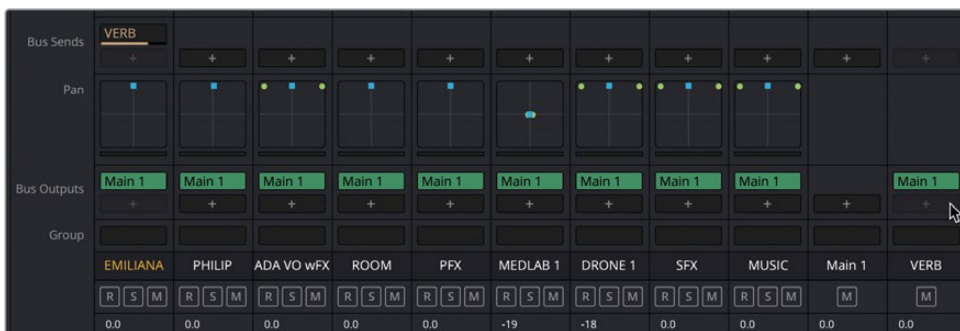 Bus Sends VERB
+ + + + + + + + + + +
Pan
Bus Outputs Main 1 Main 1 Main 1 Main 1 Main 1 Main 1 Main 1 Main 1 Main 1 Main 1
+ + + + + + + + + + +
Group
EMILIANA PHILIP ADA VO wFX ROOM PFX MEDLAB 1 DRONE 1 SFX MUSIC Main 1 VERB
R S M R S M R S M R S M R S M R S M R S M R S M R S M M M
0.0 0.0 0.0 0.0 0.0 -19 -18 0.0 0.0 0.0 0.0